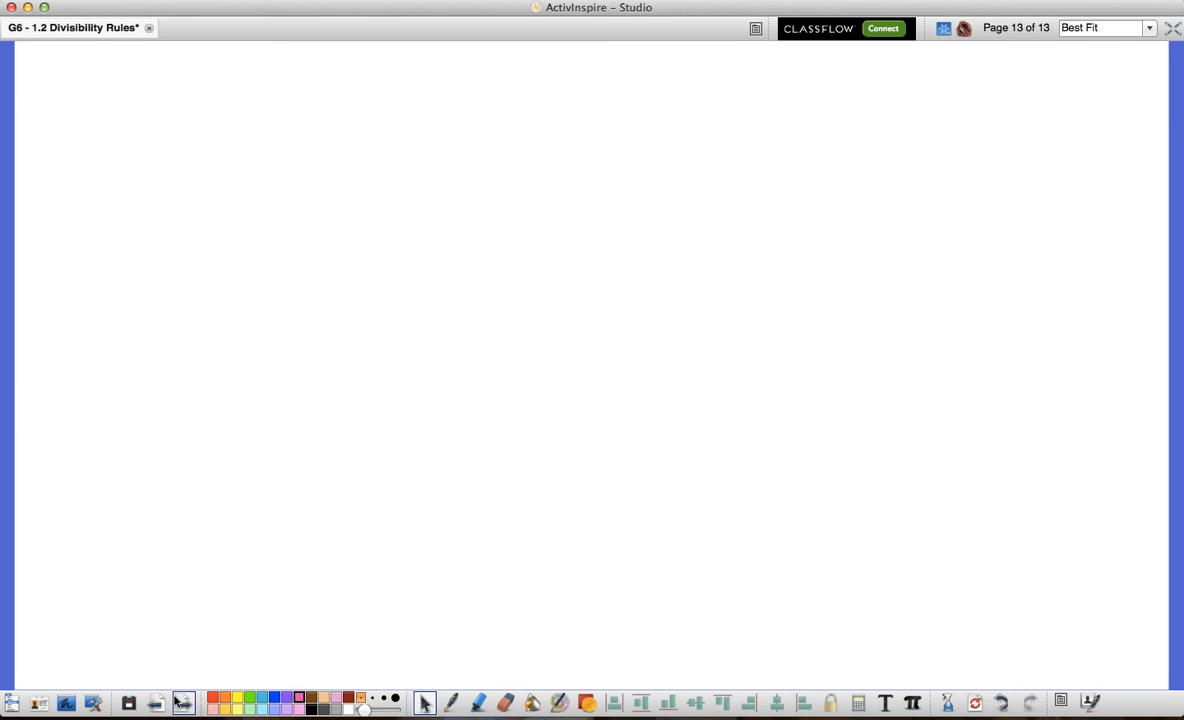 ActivInspire – Studio
G6 - 1.2 Divisibility Rules*
CLASSFLOW Connect
Page 13 of 13
Best Fit
T
π